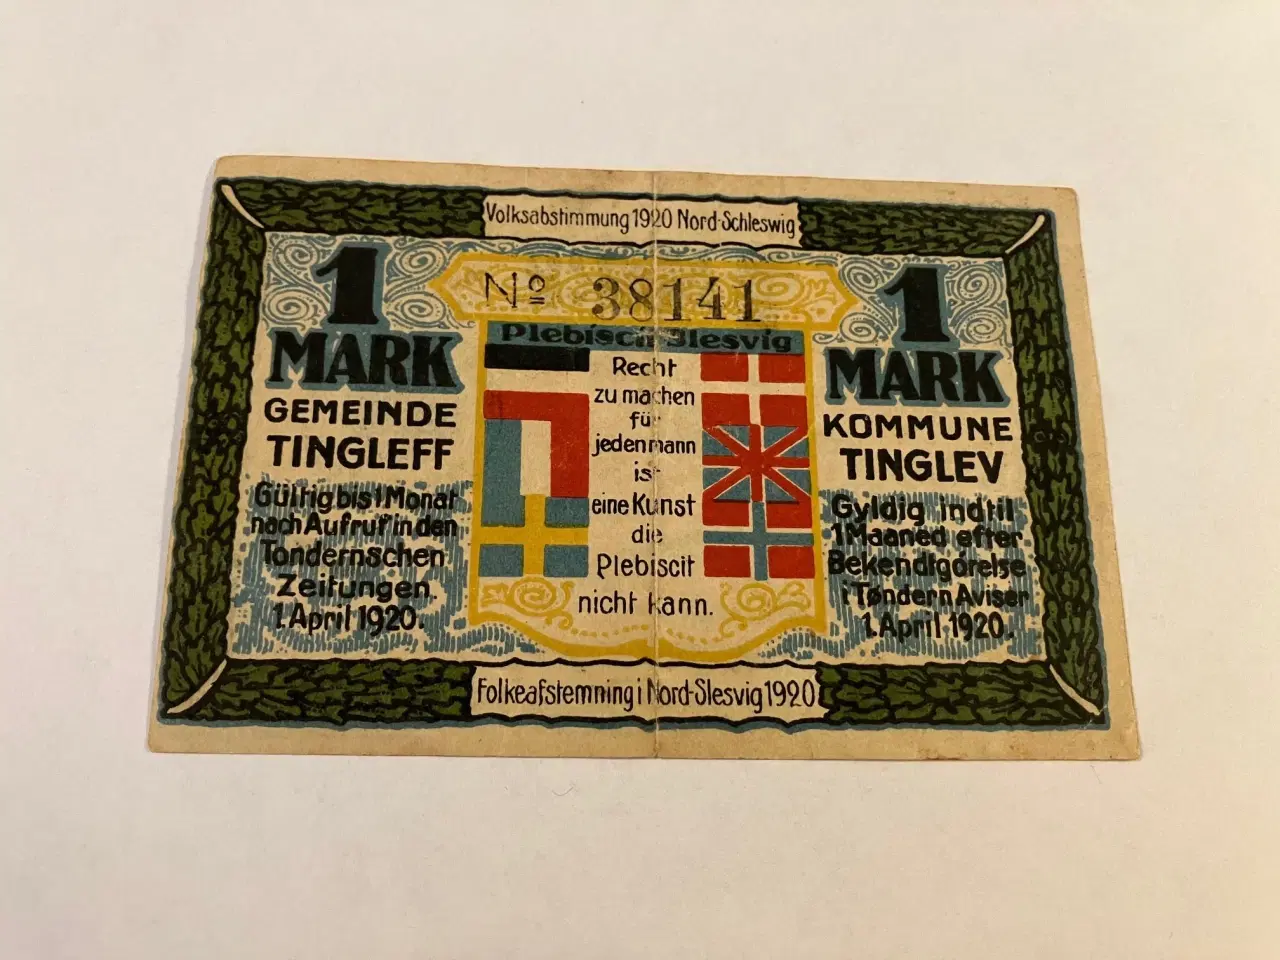 Volksabstimmung 1920 Nord-Schleswig
Nº 38141
Plebiscit Slesvig
1
MARK
GEMEINDE
TINGLEFF
Gültig bis 1 Monat
nach Aufruf in den
Tondernschen
Zeitungen.
1. April 1920.
Recht
zu machen
für
jedenmann
ist
eine Kunst
die
Plebiscit
nicht kann.
1
MARK
KOMMUNE
TINGLEV
Gyldig indtil
1 Maaned efter
Bekendtgörelse
i Tøndern Aviser
1. April 1920.
Folkeafstemning i Nord-Slesvig 1920